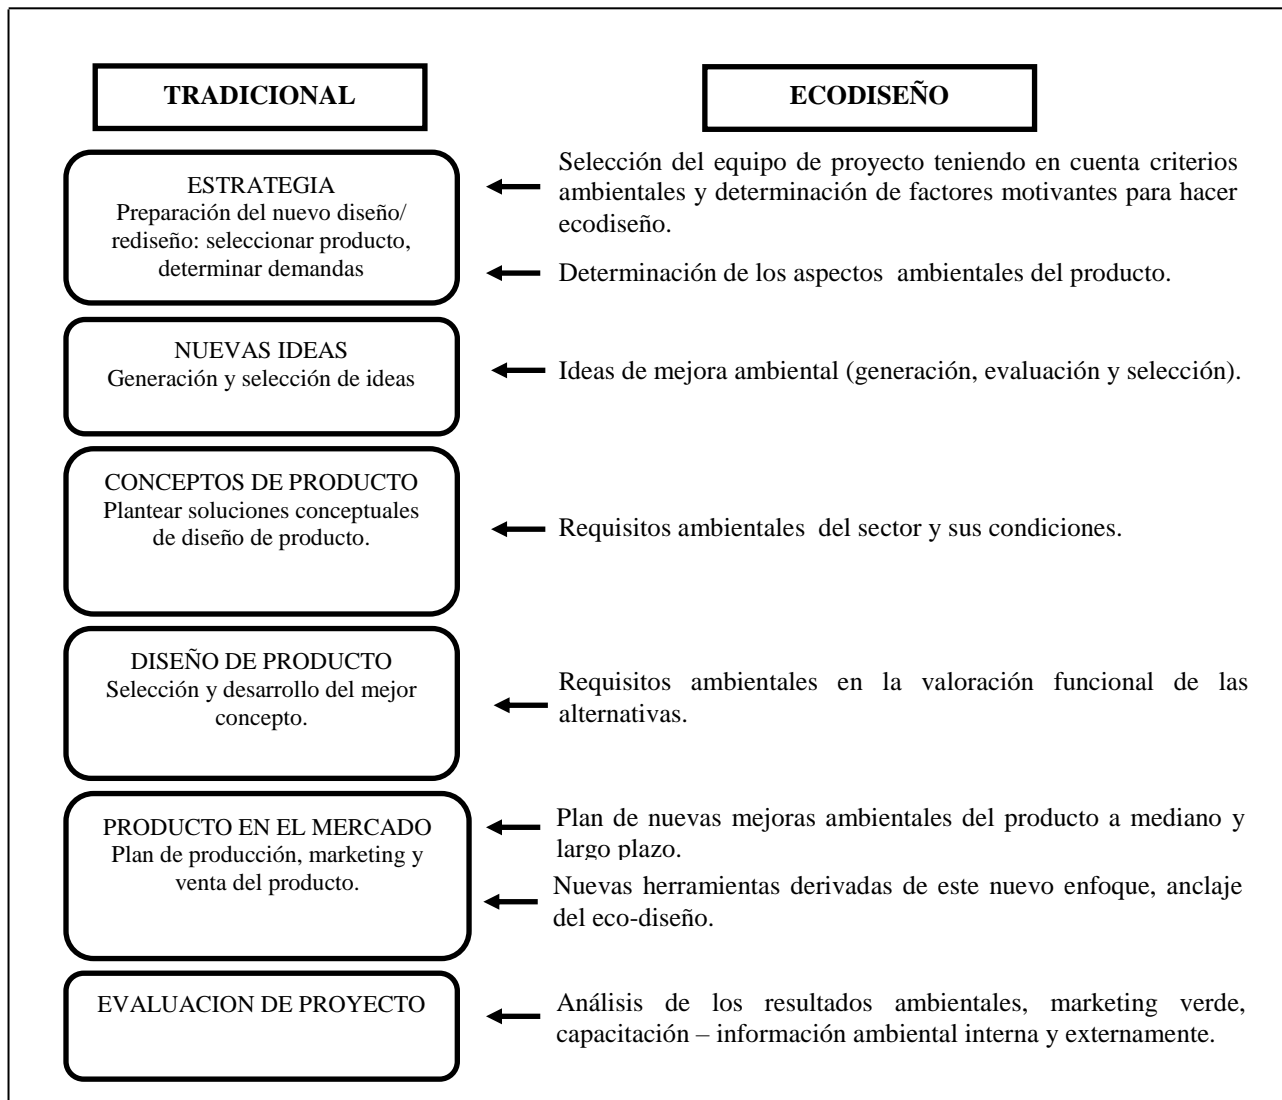 TRADICIONAL
ECODISEÑO
ESTRATEGIA
Preparación del nuevo diseño/
rediseño: seleccionar producto,
determinar demandas
Selección del equipo de proyecto teniendo en cuenta criterios
ambientales y determinación de factores motivantes para hacer
ecodiseño.
Determinación de los aspectos ambientales del producto.
NUEVAS IDEAS
Generación y selección de ideas
Ideas de mejora ambiental (generación, evaluación y selección).
CONCEPTOS DE PRODUCTO
Plantear soluciones conceptuales
de diseño de producto.
Requisitos ambientales del sector y sus condiciones.
DISEÑO DE PRODUCTO
Selección y desarrollo del mejor
concepto.
Requisitos ambientales en la valoración funcional de las
alternativas.
PRODUCTO EN EL MERCADO
Plan de producción, marketing y
venta del producto.
Plan de nuevas mejoras ambientales del producto a mediano y
largo plazo.
Nuevas herramientas derivadas de este nuevo enfoque, anclaje
del eco-diseño.
EVALUACION DE PROYECTO
Análisis de los resultados ambientales, marketing verde,
capacitación – información ambiental interna y externamente.